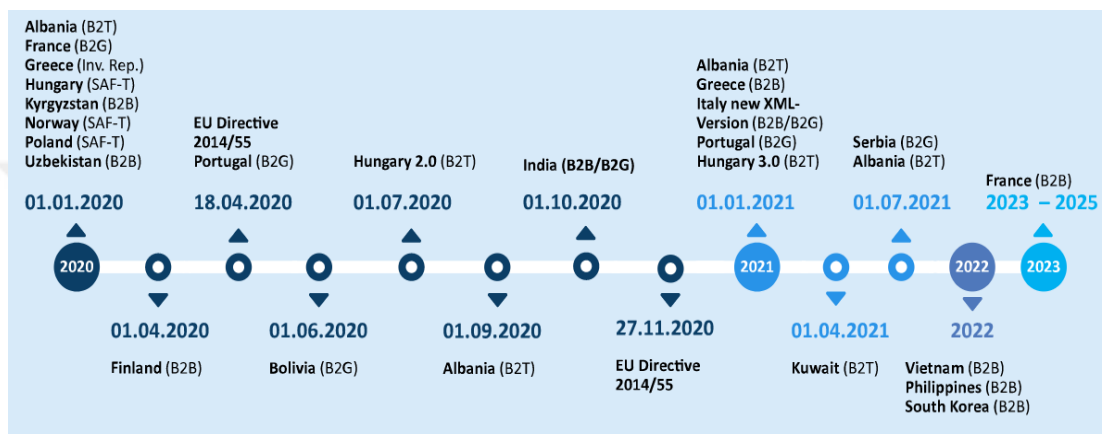 Albania (B2T)
France (B2G)
Greece (Inv. Rep.)
Hungary (SAF-T)
Kyrgyzstan (B2B)
Norway (SAF-T)
Poland (SAF-T)
Uzbekistan (B2B)
01.01.2020
EU Directive
2014/55
Portugal (B2G)
18.04.2020
Hungary 2.0 (B2T)
01.07.2020
India (B2B/B2G)
01.10.2020
Albania (B2T)
Greece (B2B)
Italy new XML-
Version (B2B/B2G)
Portugal (B2G)
Hungary 3.0 (B2T)
01.01.2021
Serbia (B2G)
Albania (B2T)
01.07.2021
France (B2B)
2023 – 2025
2020
2021
2022
2023
01.04.2020
Finland (B2B)
01.06.2020
Bolivia (B2G)
01.09.2020
Albania (B2T)
27.11.2020
EU Directive
2014/55
01.04.2021
Kuwait (B2T)
2022
Vietnam (B2B)
Philippines (B2B)
South Korea (B2B)